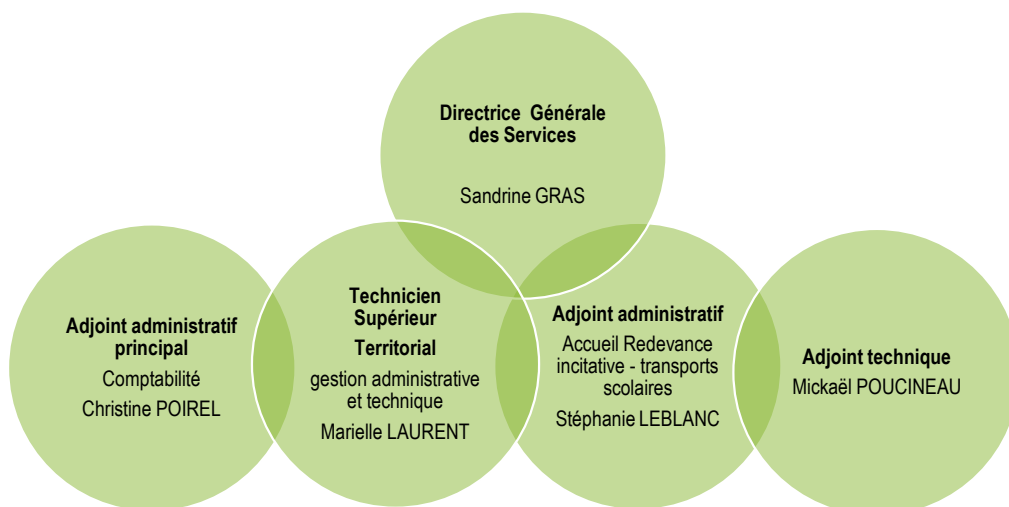 Directrice Générale
des Services
Sandrine GRAS
Adjoint administratif
principal
Comptabilité
Christine POIREL
Technicien
Supérieur
Territorial
gestion administrative
et technique
Marielle LAURENT
Adjoint administratif
Accueil Redevance
incitative - transports
scolaires
Stéphanie LEBLANC
Adjoint technique
Mickaël POUCINEAU